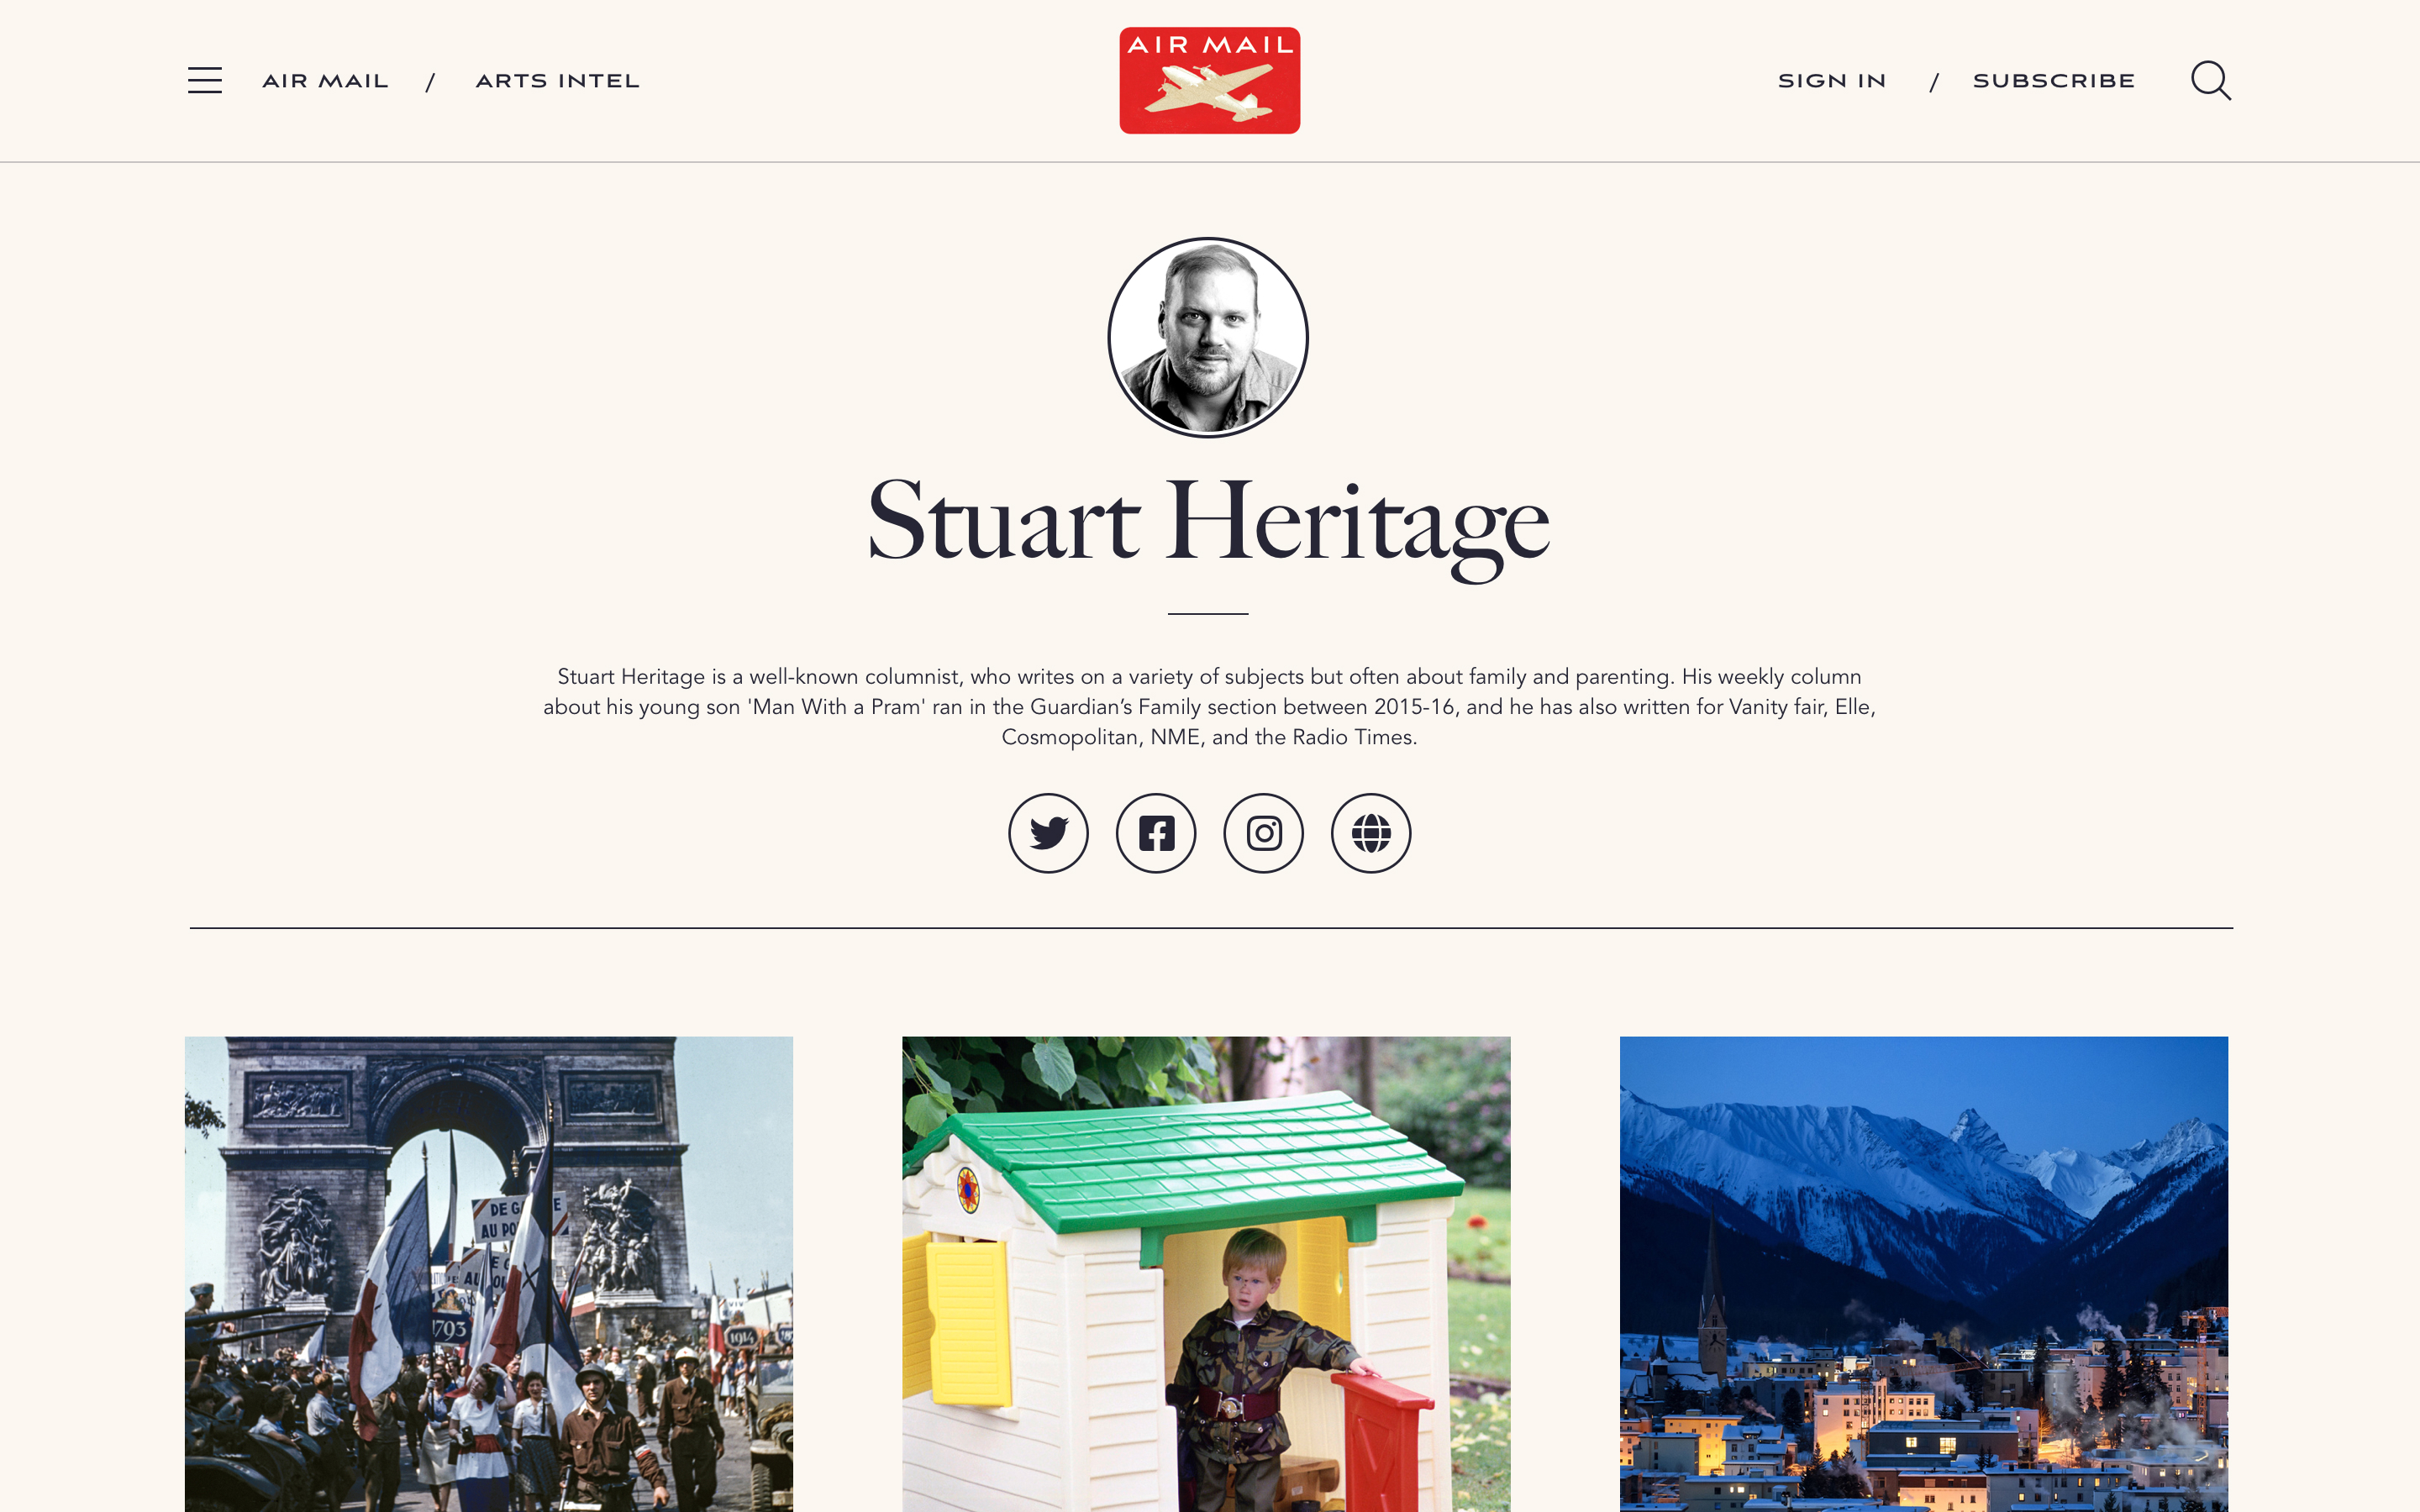 AIR MAIL / ARTS INTEL
AIR MAIL
SIGN IN / SUBSCRIBE
Stuart Heritage
Stuart Heritage is a well-known columnist, who writes on a variety of subjects but often about family and parenting. His weekly column
about his young son 'Man With a Pram' ran in the Guardian’s Family section between 2015-16, and he has also written for Vanity fair, Elle,
Cosmopolitan, NME, and the Radio Times.
1793
1914